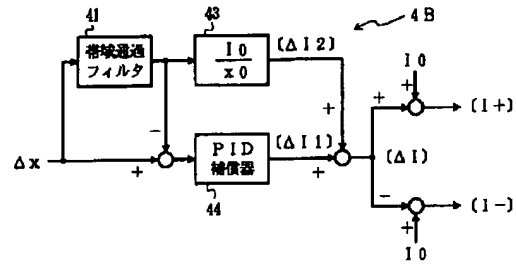 41
43
4B
帯域通過
フィルタ
I0
x0
(ΔI2)
I0
+
+
(I+)
−
+
Δx
+
PID
補償器
(ΔI1)
+
(ΔI)
44
−
(I-)
+
I0